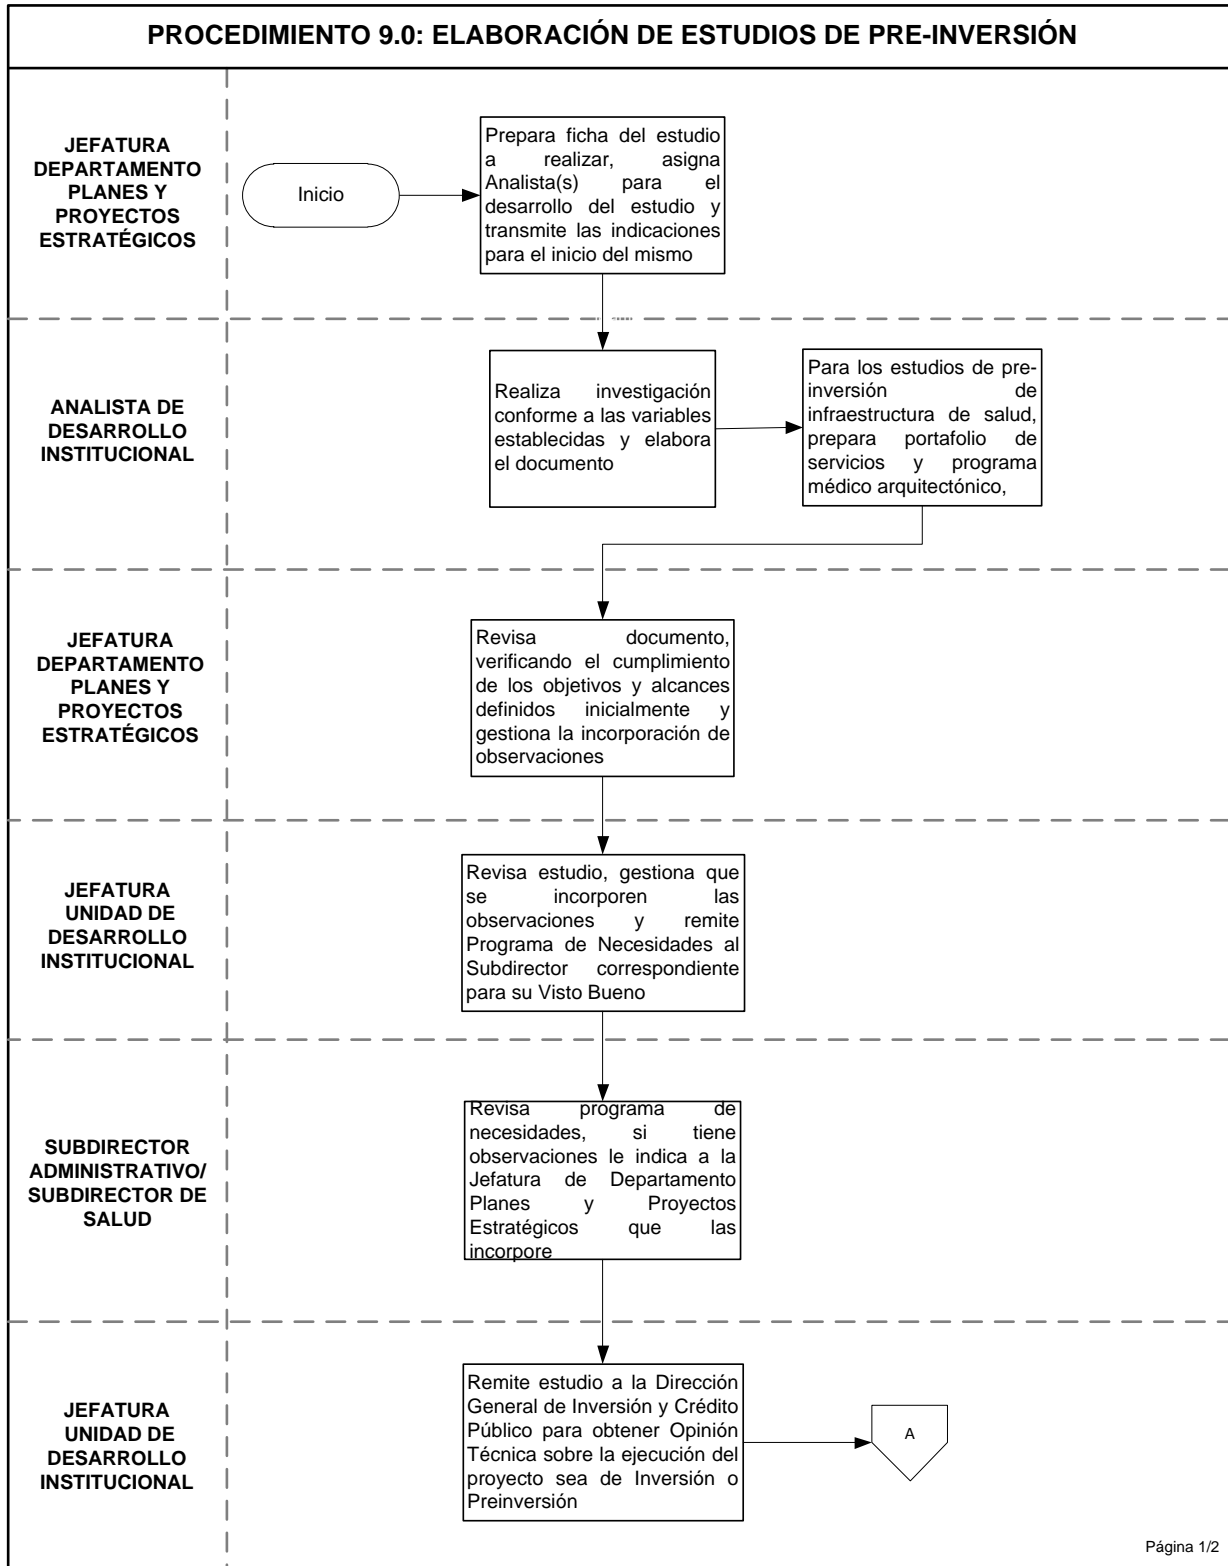 PROCEDIMIENTO 9.0: ELABORACIÓN DE ESTUDIOS DE PRE-INVERSIÓN
JEFATURA
DEPARTAMENTO
PLANES Y
PROYECTOS
ESTRATÉGICOS
Inicio
Prepara ficha del estudio
a realizar, asigna
Analista(s) para el
desarrollo del estudio y
transmite las indicaciones
para el inicio del mismo
ANALISTA DE
DESARROLLO
INSTITUCIONAL
Realiza investigación
conforme a las variables
establecidas y elabora
el documento
Para los estudios de pre-
inversión de
infraestructura de salud,
prepara portafolio de
servicios y programa
médico arquitectónico,
JEFATURA
DEPARTAMENTO
PLANES Y
PROYECTOS
ESTRATÉGICOS
Revisa documento,
verificando el cumplimiento
de los objetivos y alcances
definidos inicialmente y
gestiona la incorporación de
observaciones
JEFATURA
UNIDAD DE
DESARROLLO
INSTITUCIONAL
Revisa estudio, gestiona que
se incorporen las
observaciones y remite
Programa de Necesidades al
Subdirector correspondiente
para su Visto Bueno
SUBDIRECTOR
ADMINISTRATIVO/
SUBDIRECTOR DE
SALUD
Revisa programa de
necesidades, si tiene
observaciones le indica a la
Jefatura de Departamento
Planes y Proyectos
Estratégicos que las
incorpore
JEFATURA
UNIDAD DE
DESARROLLO
INSTITUCIONAL
Remite estudio a la Dirección
General de Inversión y Crédito
Público para obtener Opinión
Técnica sobre la ejecución del
proyecto sea de Inversión o
Preinversión
A
Página 1/2